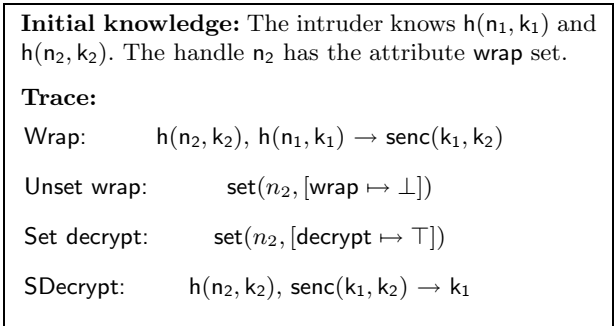 Initial knowledge: The intruder knows h(n₁, k₁) and
h(n₂, k₂). The handle n₂ has the attribute wrap set.
Trace:
Wrap: h(n₂, k₂), h(n₁, k₁) → senc(k₁, k₂)
Unset wrap: set(n₂, [wrap ↦ ⊥])
Set decrypt: set(n₂, [decrypt ↦ ⊤])
SDecrypt: h(n₂, k₂), senc(k₁, k₂) → k₁